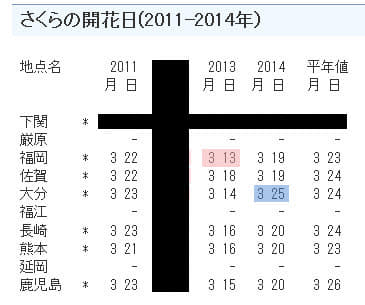 さくらの開花日(2011-2014年)
地点名 2011 2013 2014 平年値
月 日 月 日 月 日 月 日
下関 *
厳原 - - - -
福岡 * 3 22 3 13 3 19 3 23
佐賀 * 3 22 3 18 3 19 3 24
大分 * 3 23 3 14 3 25 3 24
福江 - - - -
長崎 * 3 23 3 16 3 20 3 24
熊本 * 3 21 3 16 3 20 3 23
延岡 - - - -
鹿児島 * 3 23 3 15 3 20 3 26